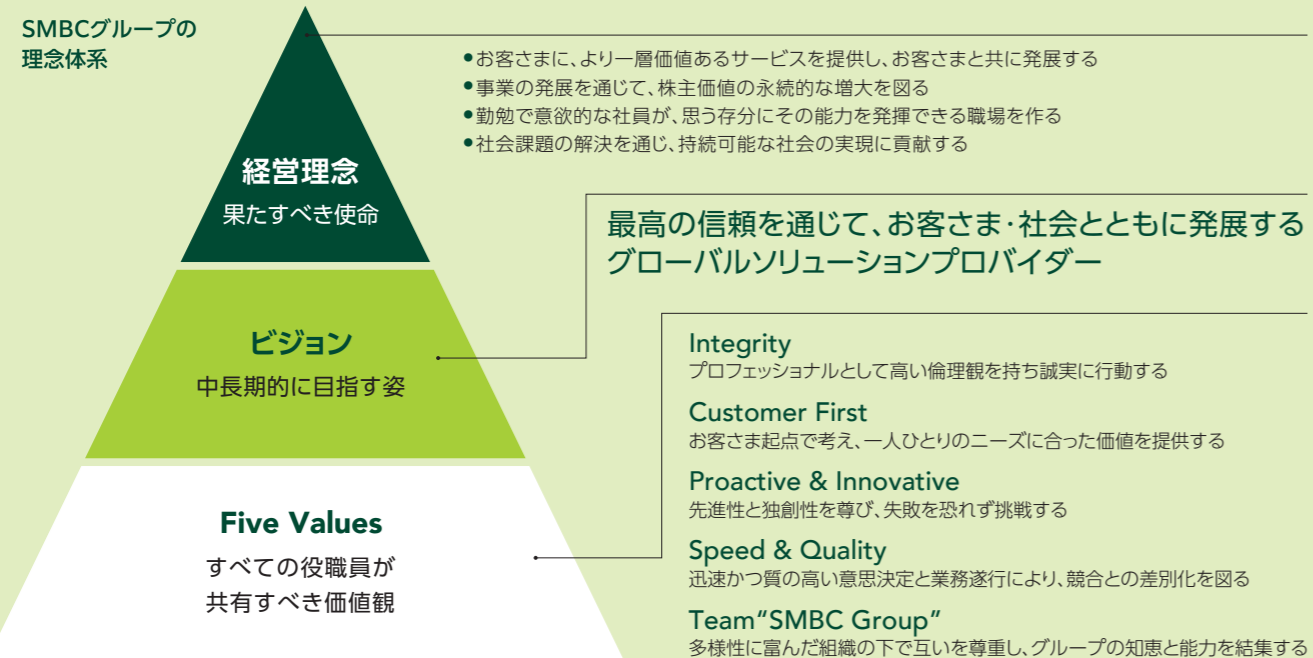 SMBCグループの
理念体系
経営理念
果たすべき使命
●お客さまに、より一層価値あるサービスを提供し、お客さまと共に発展する
●事業の発展を通じて、株主価値の永続的な増大を図る
●勤勉で意欲的な社員が、思う存分にその能力を発揮できる職場を作る
●社会課題の解決を通じ、持続可能な社会の実現に貢献する
ビジョン
中長期的に目指す姿
最高の信頼を通じて、お客さま・社会とともに発展する
グローバルソリューションプロバイダー
Five Values
すべての役職員が
共有すべき価値観
Integrity
プロフェッショナルとして高い倫理観を持ち誠実に行動する
Customer First
お客さま起点で考え、一人ひとりのニーズに合った価値を提供する
Proactive & Innovative
先進性と独創性を尊び、失敗を恐れず挑戦する
Speed & Quality
迅速かつ質の高い意思決定と業務遂行により、競合との差別化を図る
Team“SMBC Group”
多様性に富んだ組織の下で互いを尊重し、グループの知恵と能力を結集する